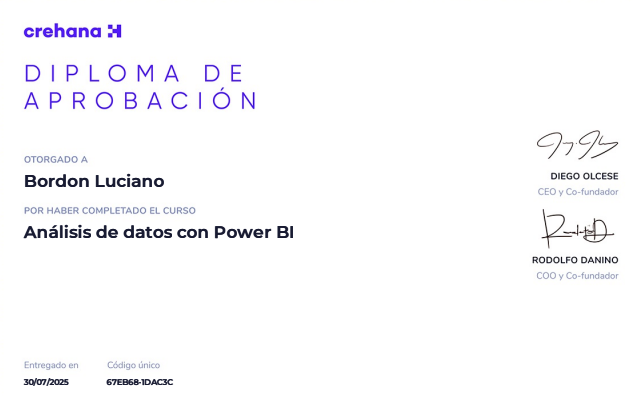 crehana
DIPLOMA DE
APROBACIÓN
OTORGADO A
Bordon Luciano
POR HABER COMPLETADO EL CURSO
Análisis de datos con Power BI
DIEGO OLCESE
CEO y Co-fundador
RODOLFO DANINO
COO y Co-fundador
Entregado en
30/07/2025
Código único
67EB68-1DAC3C